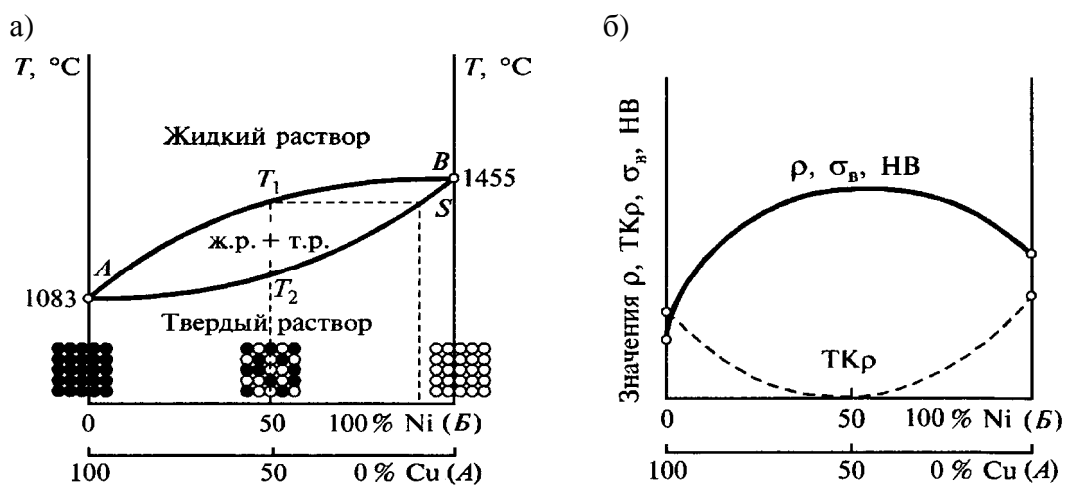 а)
T, °C
T, °C
Жидкий раствор
B
T₁
1455
S
ж.р. + т.р.
A
1083
T₂
Твердый раствор
0 50 100 % Ni (Б)
100 50 0 % Cu (А)
б)
Значения ρ, ТКρ, σв, НВ
ρ, σв, НВ
ТКρ
0 50 100 % Ni (Б)
100 50 0 % Cu (А)